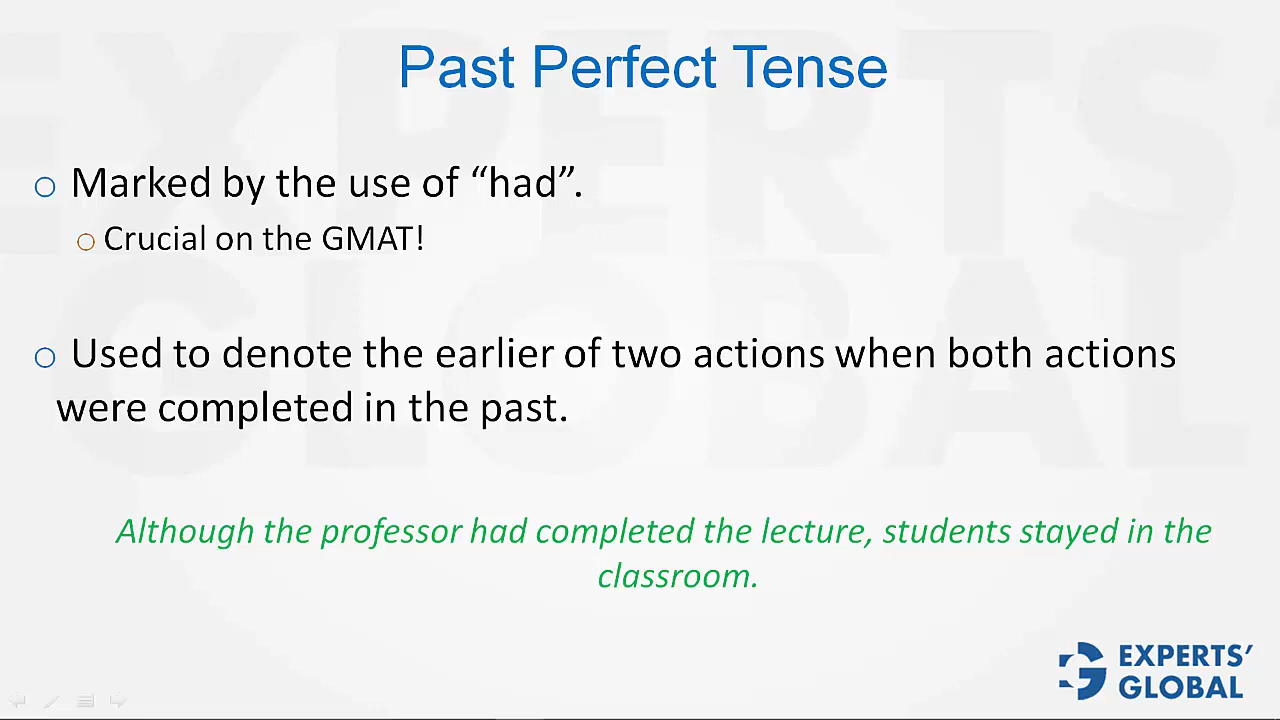 Past Perfect Tense
Marked by the use of “had”.
Crucial on the GMAT!
Used to denote the earlier of two actions when both actions
were completed in the past.
Although the professor had completed the lecture, students stayed in the
classroom.
EXPERTS’
GLOBAL